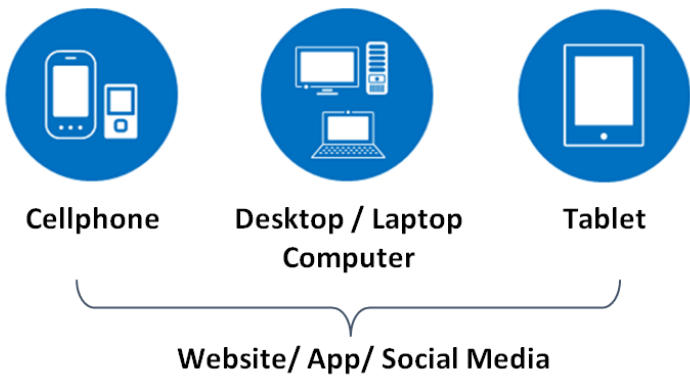 Cellphone
Desktop / Laptop
Computer
Tablet
Website/ App/ Social Media